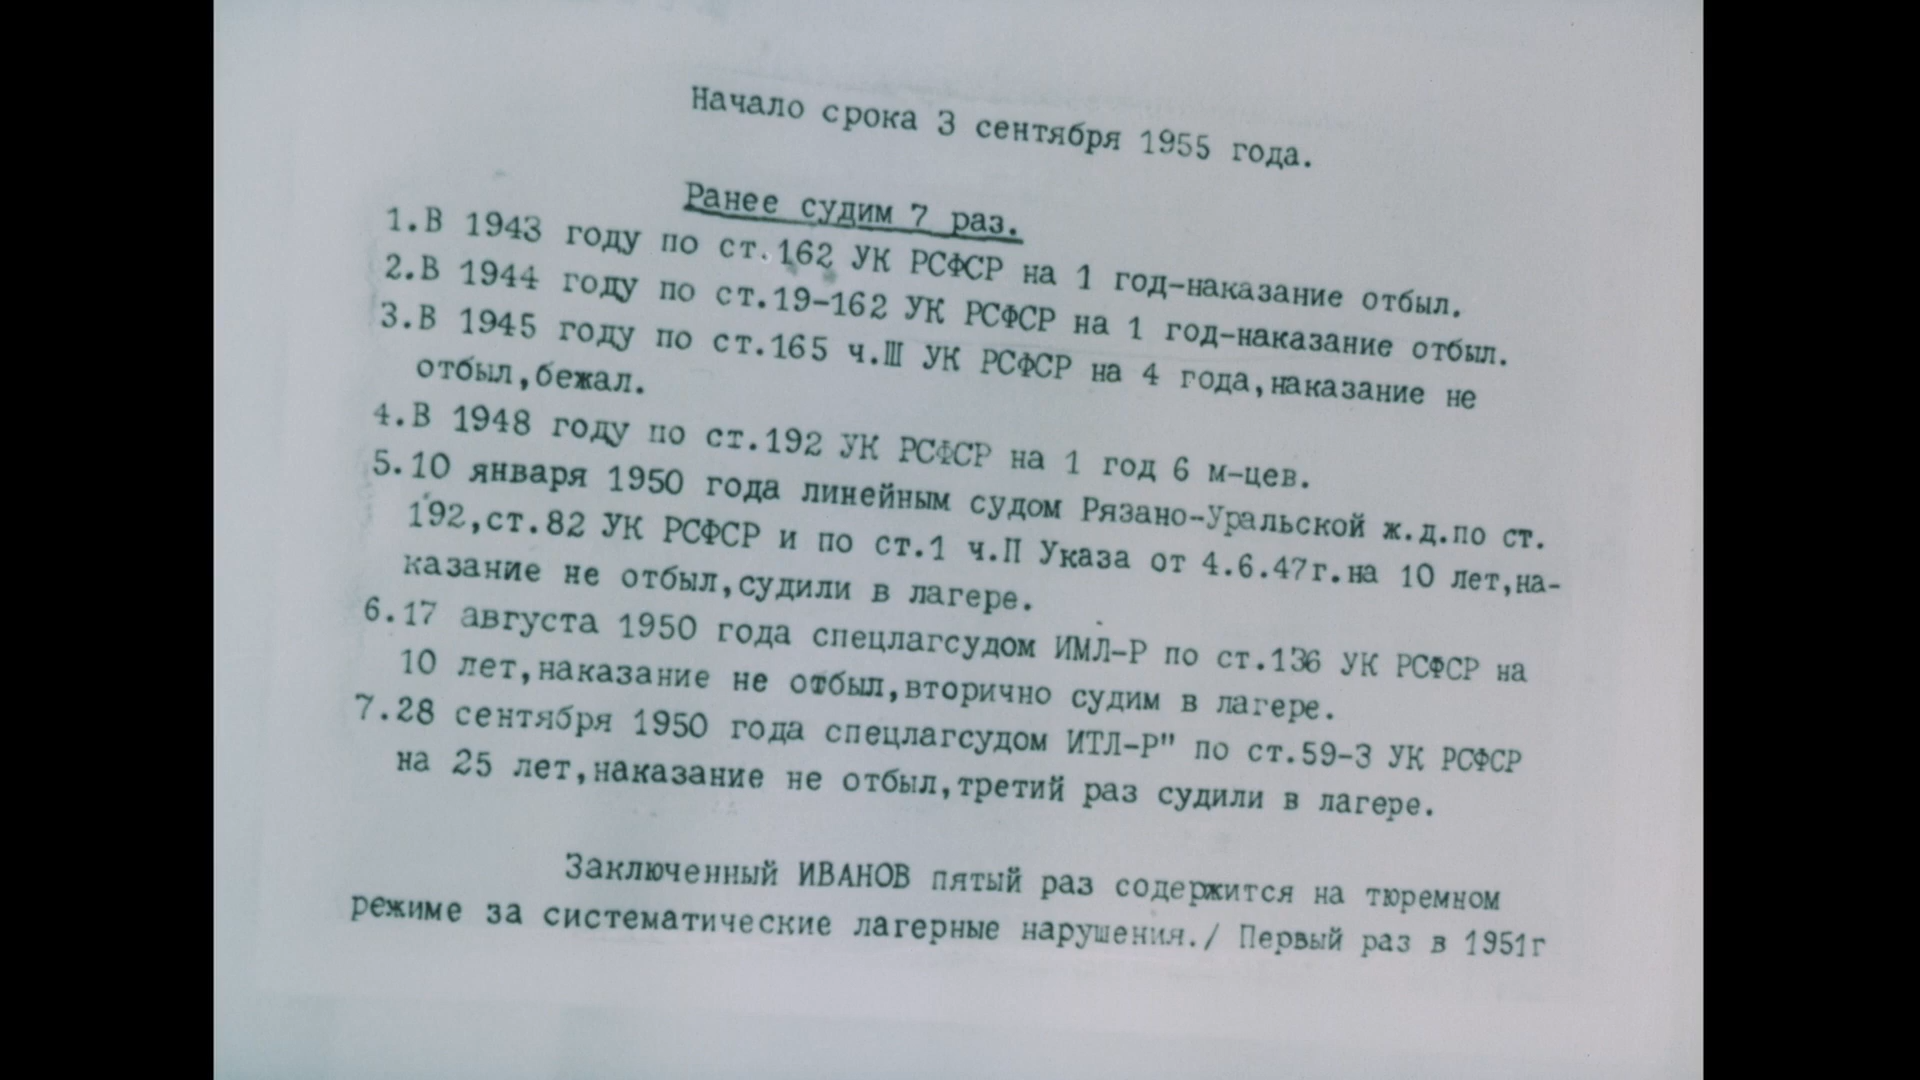 Начало срока 3 сентября 1955 года.
Ранее судим 7 раз.
1.В 1943 году по ст.162 УК РСФСР на 1 год-наказание отбыл.
2.В 1944 году по ст.19-162 УК РСФСР на 1 год-наказание отбыл.
3.В 1945 году по ст.165 ч.III УК РСФСР на 4 года,наказание не
отбыл,бежал.
4.В 1948 году по ст.192 УК РСФСР на 1 год 6 м-цев.
5.10 января 1950 года линейным судом Рязано-Уральской ж.д.по ст.
192,ст.82 УК РСФСР и по ст.1 ч.II Указа от 4.6.47г.на 10 лет,на-
казание не отбыл,судили в лагере.
6.17 августа 1950 года спецлагсудом ИМЛ-Р по ст.136 УК РСФСР на
10 лет,наказание не отбыл,вторично судим в лагере.
7.28 сентября 1950 года спецлагсудом ИТЛ-Р" по ст.59-3 УК РСФСР
на 25 лет,наказание не отбыл,третий раз судили в лагере.
Заключенный ИВАНОВ пятый раз содержится на тюремном
режиме за систематические лагерные нарушения./ Первый раз в 1951г